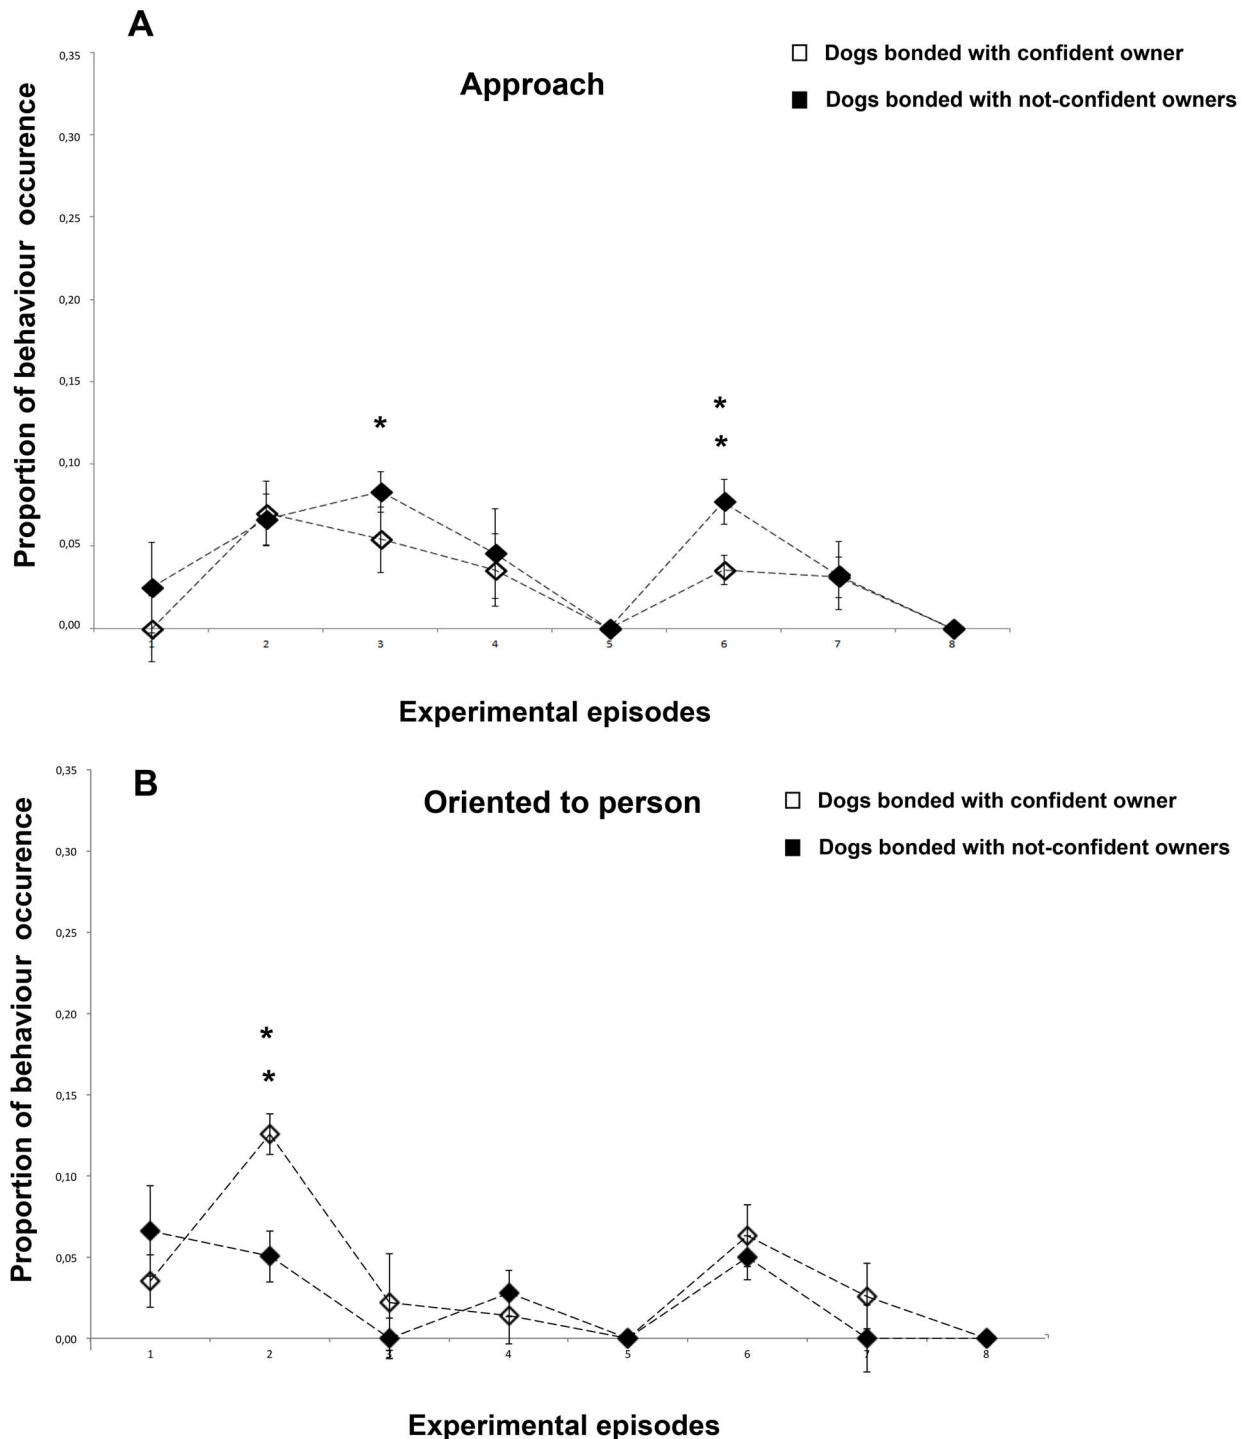 A
Approach
Dogs bonded with confident owner
Dogs bonded with not-confident owners
Proportion of behaviour occurence
0,35
0,30
0,25
0,20
0,15
0,10
0,05
0,00
*
*
*
2 3 4 5 6 7 8
Experimental episodes
B
Oriented to person
Dogs bonded with confident owner
Dogs bonded with not-confident owners
Proportion of behaviour occurence
0,35
0,30
0,25
0,20
0,15
0,10
0,05
0,00
*
*
1 2 3 4 5 6 7 8
Experimental episodes